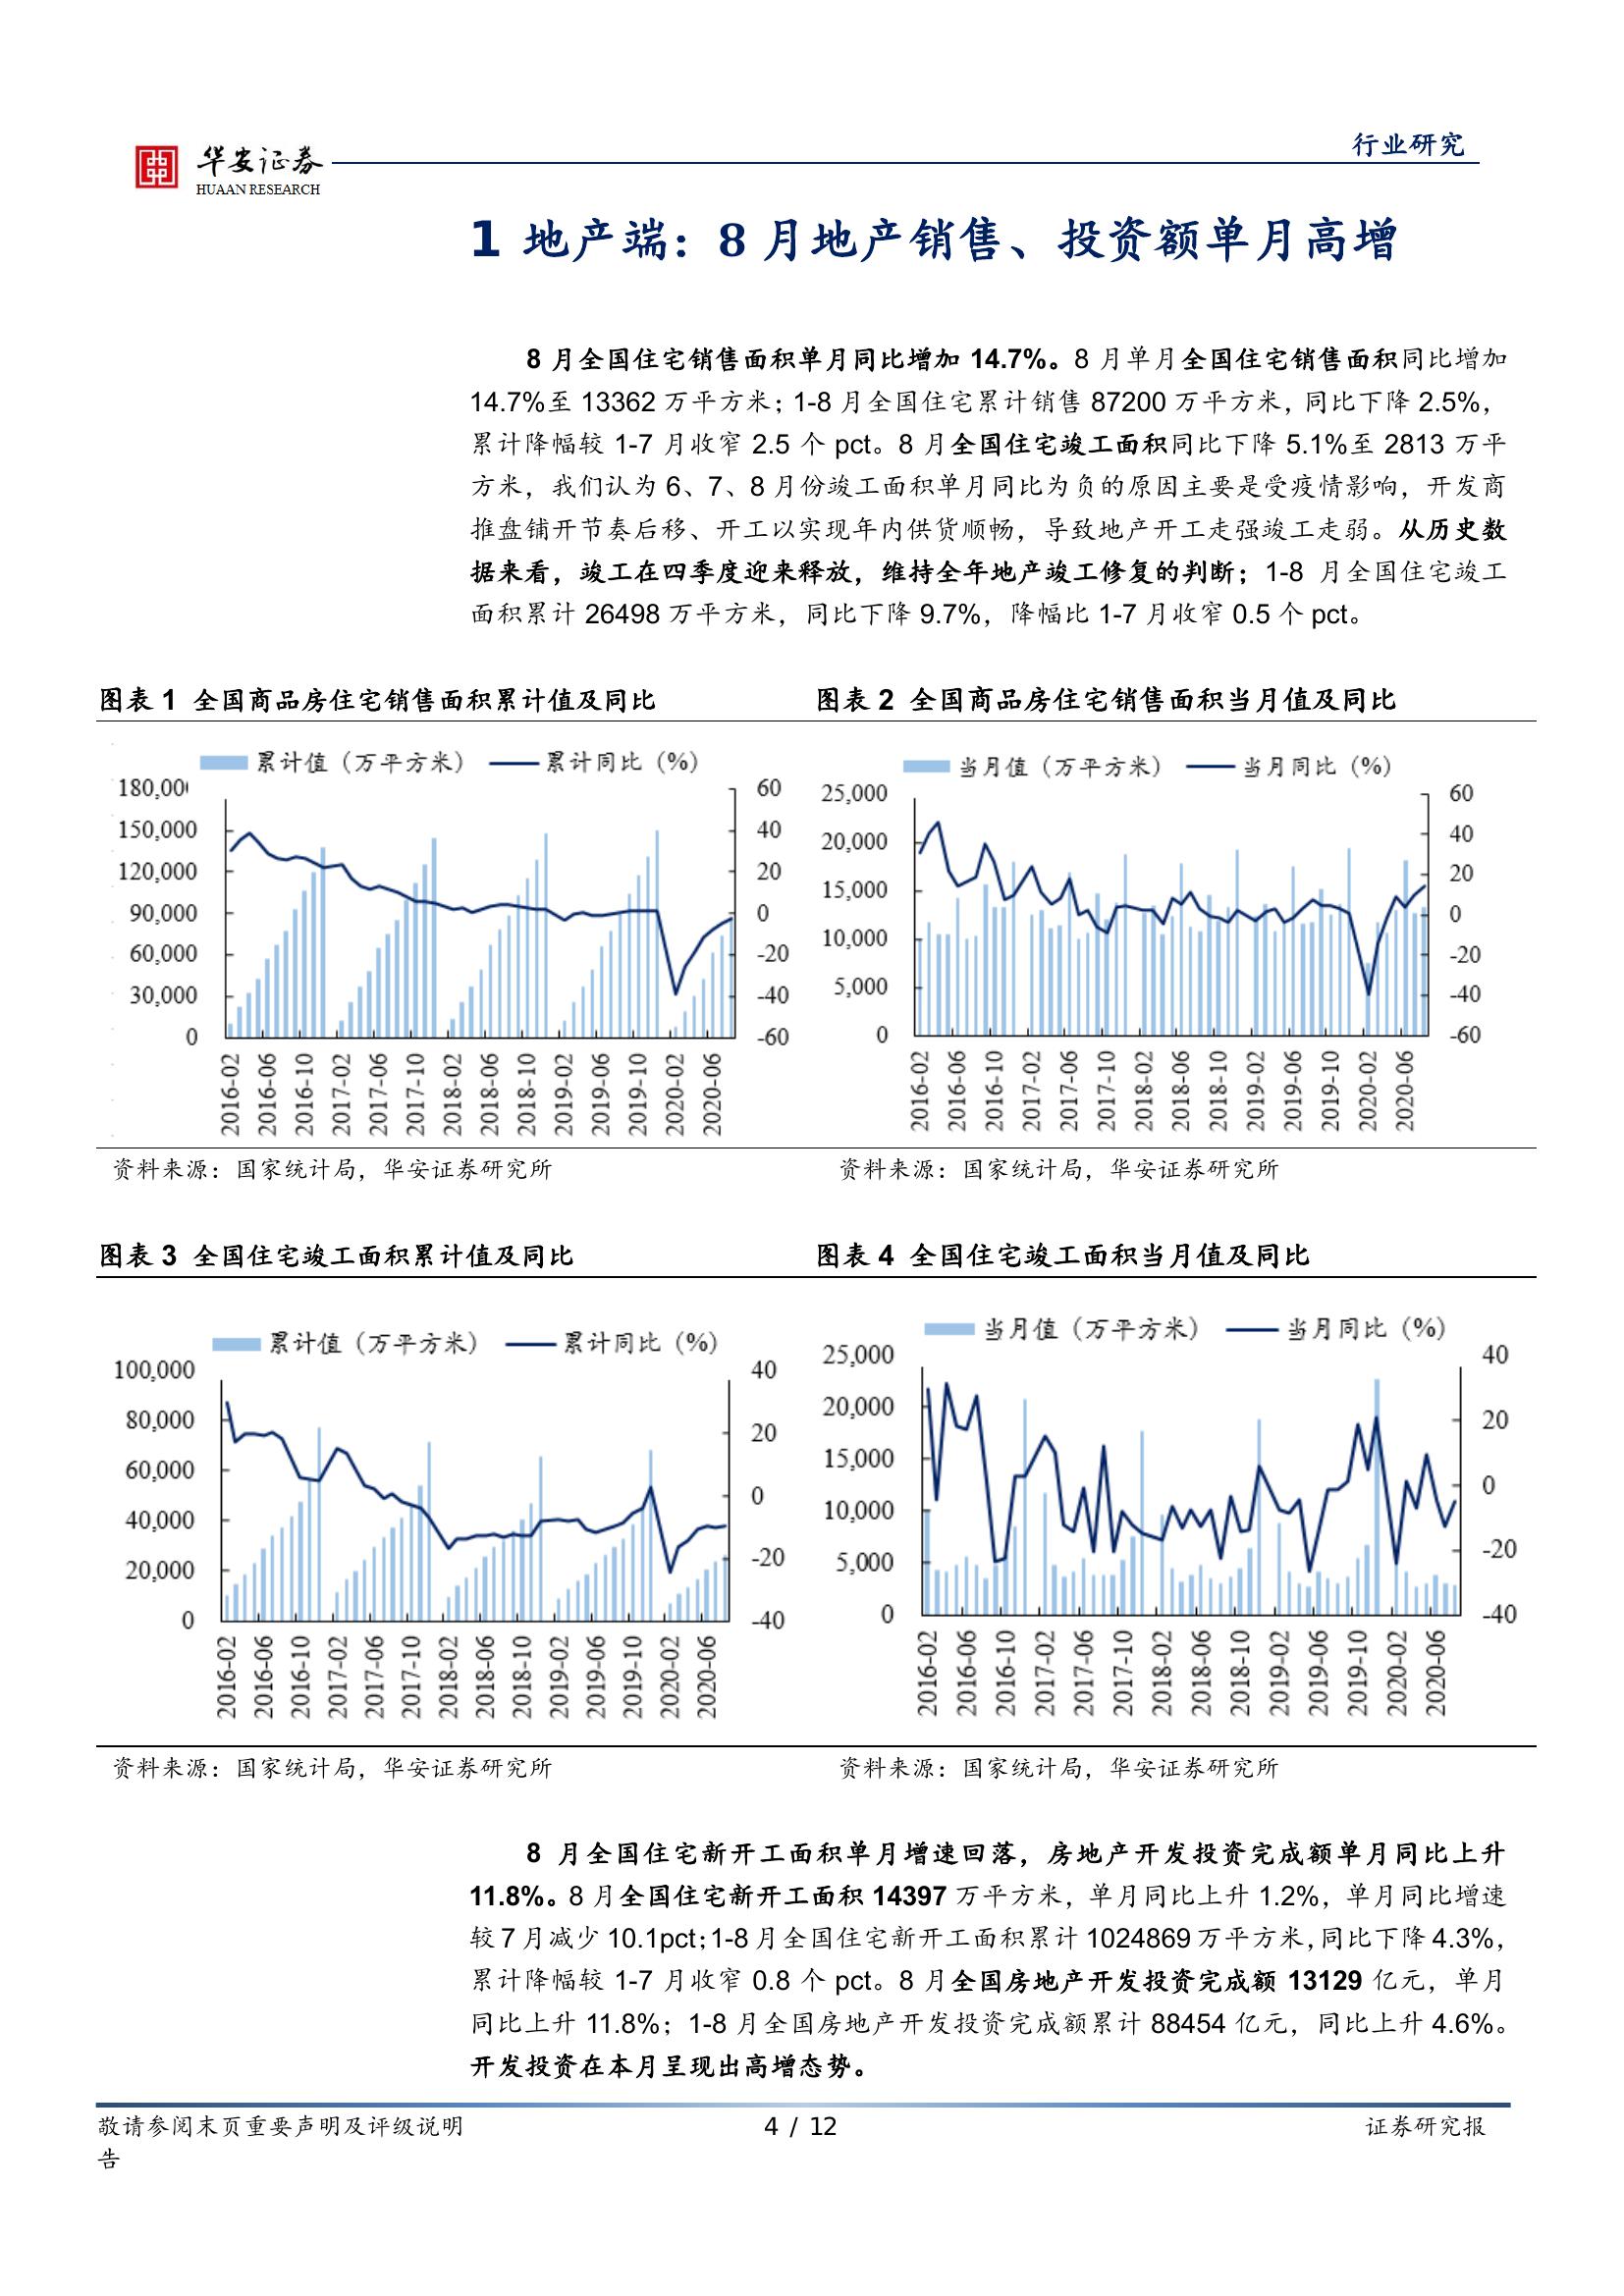 行业研究
华安证券
HUAAN RESEARCH
1 地产端：8 月地产销售、投资额单月高增
8 月全国住宅销售面积单月同比增加 14.7%。8 月单月全国住宅销售面积同比增加
14.7%至 13362 万平方米；1-8 月全国住宅累计销售 87200 万平方米，同比下降 2.5%，
累计降幅较 1-7 月收窄 2.5 个 pct。8 月全国住宅竣工面积同比下降 5.1%至 2813 万平
方米，我们认为 6、7、8 月份竣工面积单月同比为负的原因主要是受疫情影响，开发商
推盘铺开节奏后移、开工以实现年内供货顺畅，导致地产开工走强竣工走弱。从历史数
据来看，竣工在四季度迎来释放，维持全年地产竣工修复的判断；1-8 月全国住宅竣工
面积累计 26498 万平方米，同比下降 9.7%，降幅比 1-7 月收窄 0.5 个 pct。
图表 1 全国商品房住宅销售面积累计值及同比
累计值（万平方米） 累计同比（%）
180,00
150,000
120,000
90,000
60,000
30,000
0
60
40
20
0
-20
-40
-60
2016-02 2016-06 2016-10 2017-02 2017-06 2017-10 2018-02 2018-06 2018-10 2019-02 2019-06 2019-10 2020-02 2020-06
资料来源：国家统计局，华安证券研究所
图表 2 全国商品房住宅销售面积当月值及同比
当月值（万平方米） 当月同比（%）
25,000
20,000
15,000
10,000
5,000
0
60
40
20
0
-20
-40
-60
2016-02 2016-06 2016-10 2017-02 2017-06 2017-10 2018-02 2018-06 2018-10 2019-02 2019-06 2019-10 2020-02 2020-06
资料来源：国家统计局，华安证券研究所
图表 3 全国住宅竣工面积累计值及同比
累计值（万平方米） 累计同比（%）
100,000
80,000
60,000
40,000
20,000
0
40
20
0
-20
-40
2016-02 2016-06 2016-10 2017-02 2017-06 2017-10 2018-02 2018-06 2018-10 2019-02 2019-06 2019-10 2020-02 2020-06
资料来源：国家统计局，华安证券研究所
图表 4 全国住宅竣工面积当月值及同比
当月值（万平方米） 当月同比（%）
25,000
20,000
15,000
10,000
5,000
0
40
20
0
-20
-40
2016-02 2016-06 2016-10 2017-02 2017-06 2017-10 2018-02 2018-06 2018-10 2019-02 2019-06 2019-10 2020-02 2020-06
资料来源：国家统计局，华安证券研究所
8 月全国住宅新开工面积单月增速回落，房地产开发投资完成额单月同比上升
11.8%。8 月全国住宅新开工面积 14397 万平方米，单月同比上升 1.2%，单月同比增速
较 7 月减少 10.1pct；1-8 月全国住宅新开工面积累计 1024869 万平方米，同比下降 4.3%，
累计降幅较 1-7 月收窄 0.8 个 pct。8 月全国房地产开发投资完成额 13129 亿元，单月
同比上升 11.8%；1-8 月全国房地产开发投资完成额累计 88454 亿元，同比上升 4.6%。
开发投资在本月呈现出高增态势。
敬请参阅末页重要声明及评级说明 4 / 12 证券研究报
告